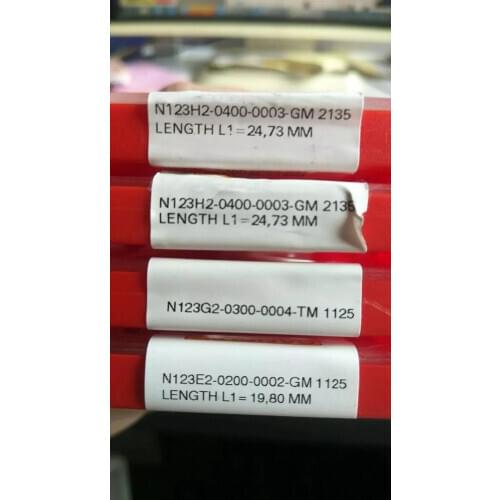 N123H2-0400-0003-GM 2135
LENGTH L1=24,73 MM
N123H2-0400-0003-GM 2135
LENGTH L1=24,73 MM
N123G2-0300-0004-TM 1125
N123E2-0200-0002-GM 1125
LENGTH L1=19,80 MM